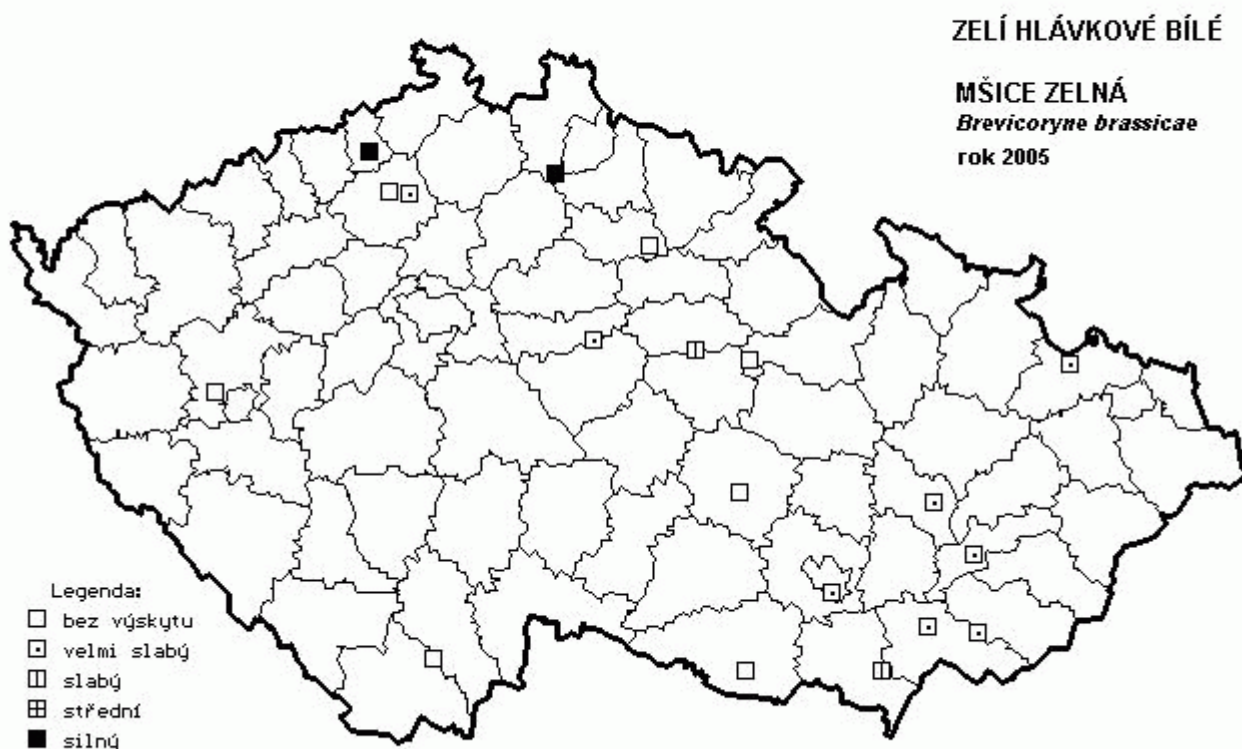 ZELÍ HLÁVKOVÉ BÍLÉ
MŠICE ZELNÁ
Brevicoryne brassicae
rok 2005
Legenda:
bez výskytu
velmi slabý
slabý
střední
silný